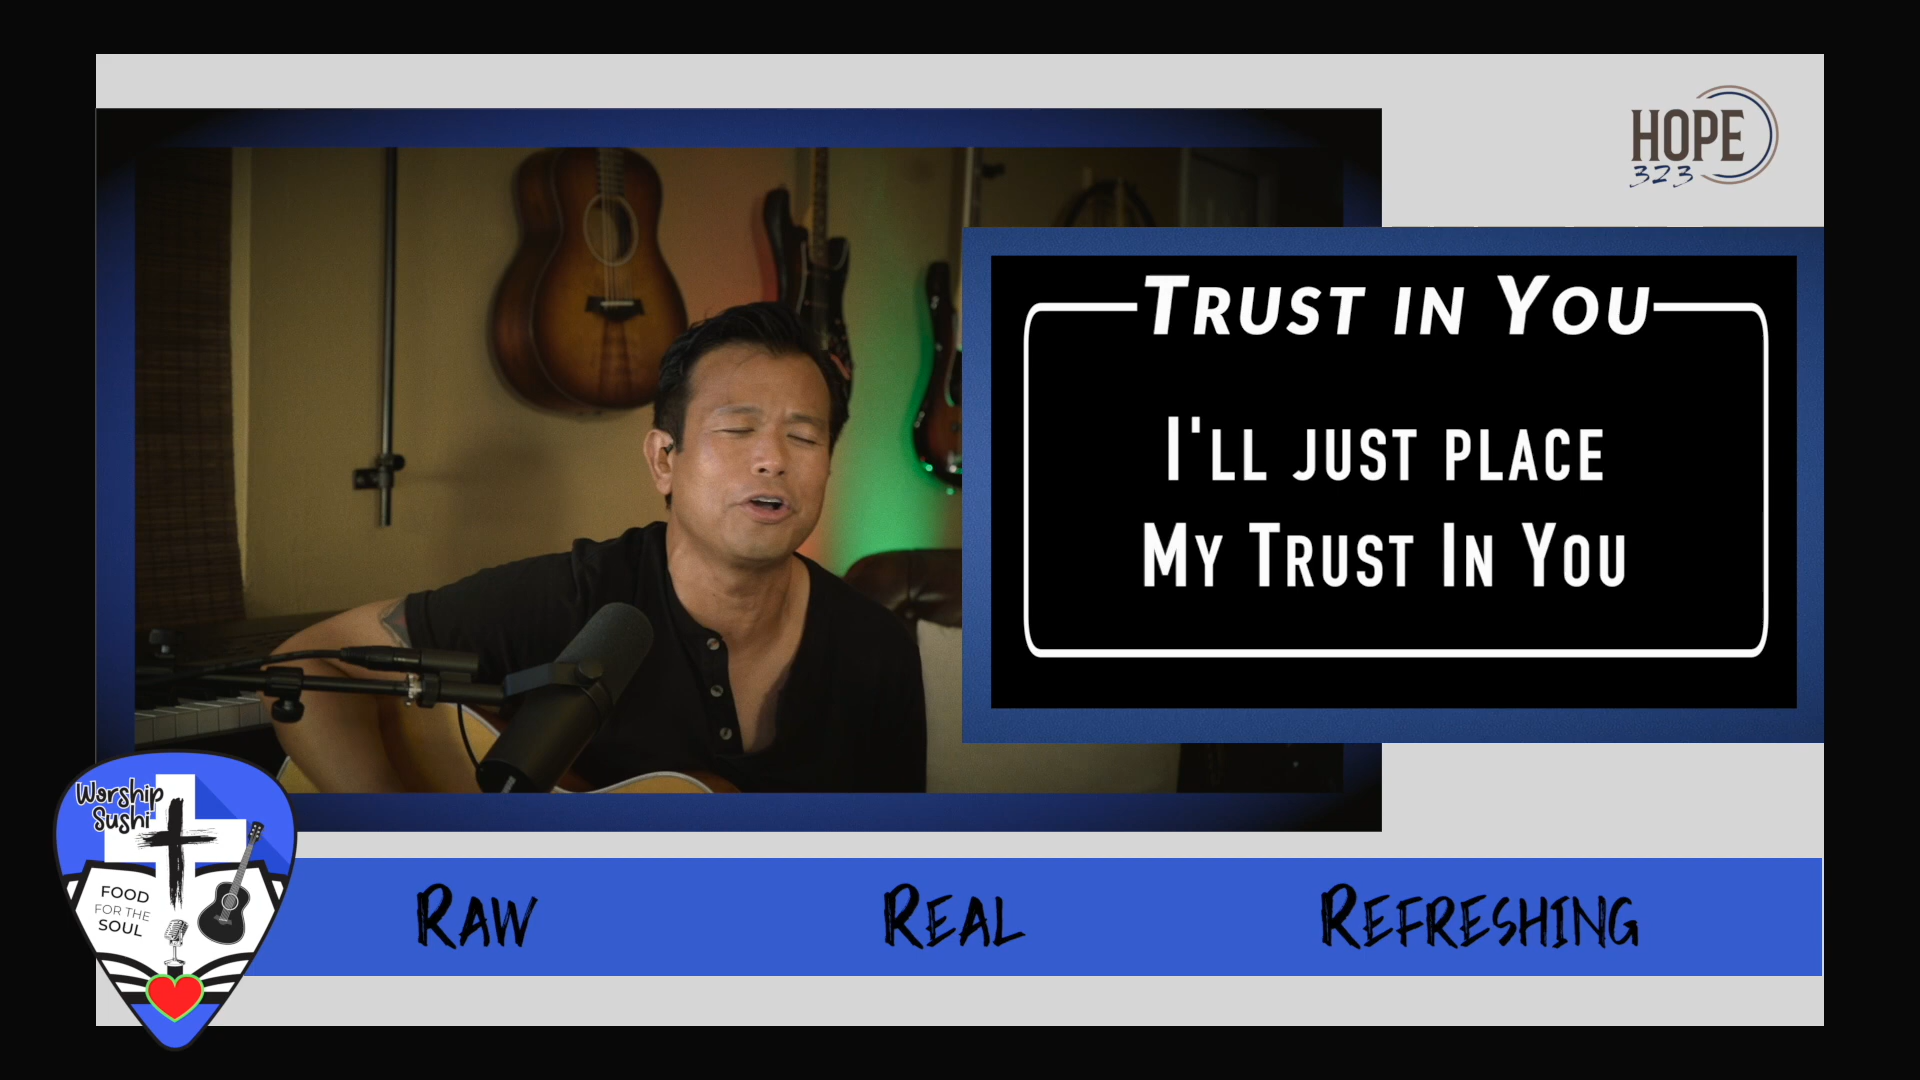 HOPE
323
TRUST IN YOU
I'LL JUST PLACE
MY TRUST IN YOU
Worship
Sushi
FOOD
FOR THE
SOUL
RAW REAL REFRESHING